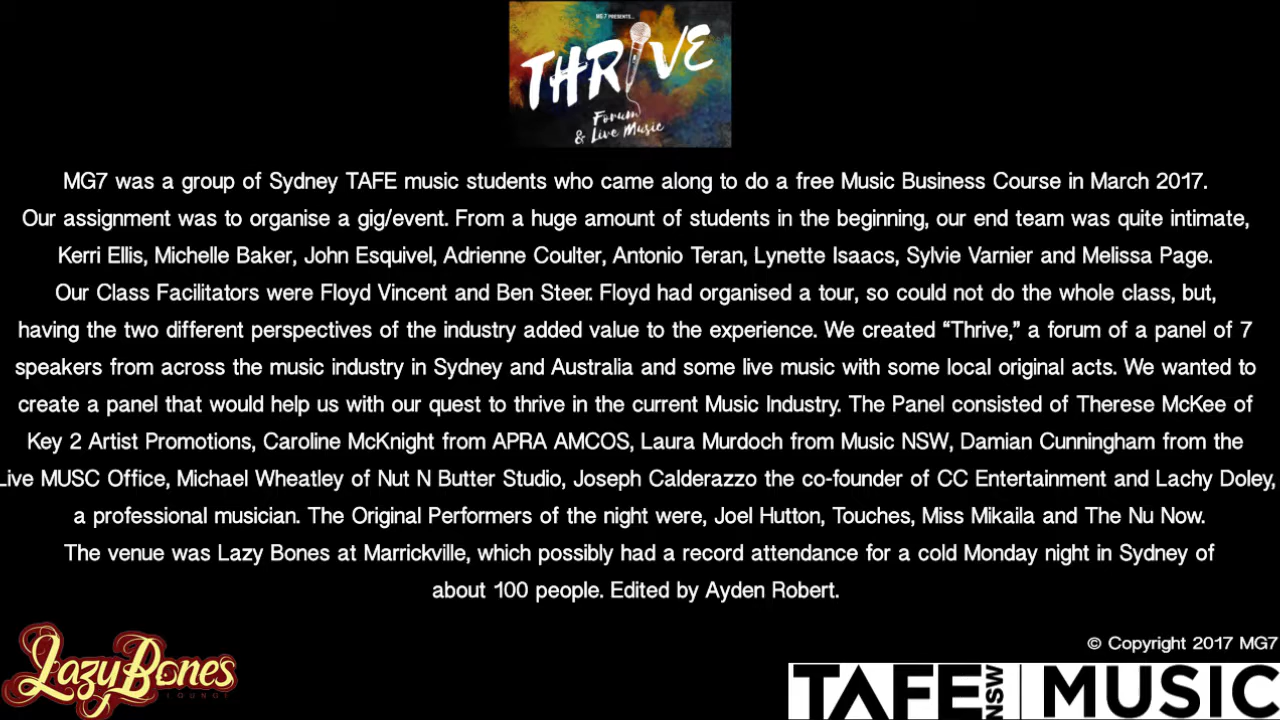 MG7 PRESENTS...
THRIVE
Forum
& Live Music
MG7 was a group of Sydney TAFE music students who came along to do a free Music Business Course in March 2017.
Our assignment was to organise a gig/event. From a huge amount of students in the beginning, our end team was quite intimate,
Kerri Ellis, Michelle Baker, John Esquivel, Adrienne Coulter, Antonio Teran, Lynette Isaacs, Sylvie Varnier and Melissa Page.
Our Class Facilitators were Floyd Vincent and Ben Steer. Floyd had organised a tour, so could not do the whole class, but,
having the two different perspectives of the industry added value to the experience. We created “Thrive,” a forum of a panel of 7
speakers from across the music industry in Sydney and Australia and some live music with some local original acts. We wanted to
create a panel that would help us with our quest to thrive in the current Music Industry. The Panel consisted of Therese McKee of
Key 2 Artist Promotions, Caroline McKnight from APRA AMCOS, Laura Murdoch from Music NSW, Damian Cunningham from the
Live MUSC Office, Michael Wheatley of Nut N Butter Studio, Joseph Calderazzo the co-founder of CC Entertainment and Lachy Doley,
a professional musician. The Original Performers of the night were, Joel Hutton, Touches, Miss Mikaila and The Nu Now.
The venue was Lazy Bones at Marrickville, which possibly had a record attendance for a cold Monday night in Sydney of
about 100 people. Edited by Ayden Robert.
© Copyright 2017 MG7
Lazy Bones
LOUNGE
TAFE NSW | MUSIC